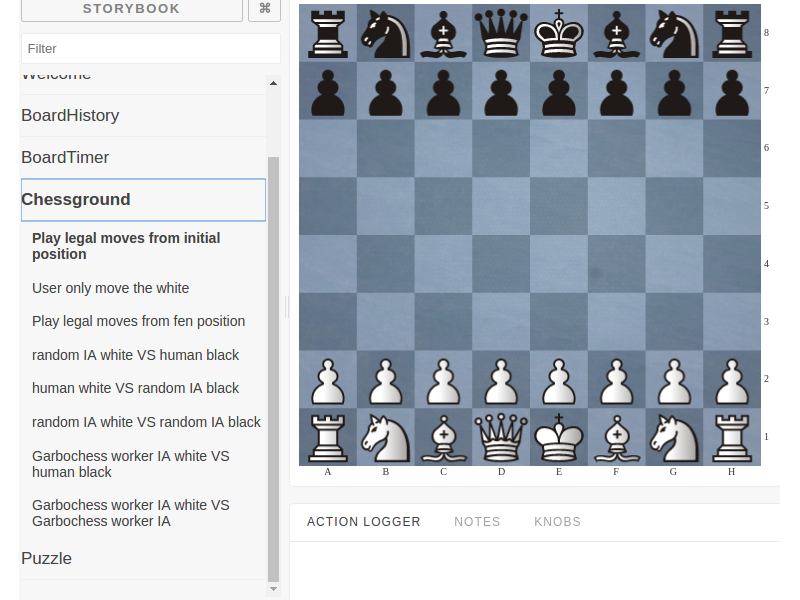 STORYBOOK
⌘
Filter
Welcome
BoardHistory
BoardTimer
Chessground
Play legal moves from initial
position
User only move the white
Play legal moves from fen position
random IA white VS human black
human white VS random IA black
random IA white VS random IA black
Garbochess worker IA white VS
human black
Garbochess worker IA white VS
Garbochess worker IA
Puzzle
8
7
6
5
4
3
2
1
A B C D E F G H
ACTION LOGGER NOTES KNOBS